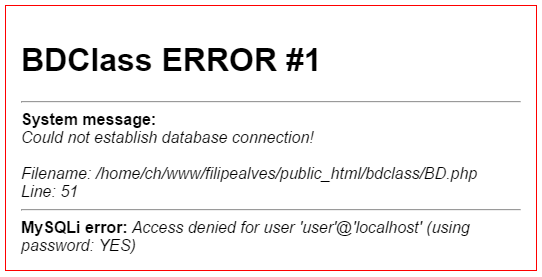 BDClass ERROR #1
System message:
Could not establish database connection!
Filename: /home/ch/www/filipealves/public_html/bdclass/BD.php
Line: 51
MySQLi error: Access denied for user 'user'@'localhost' (using
password: YES)